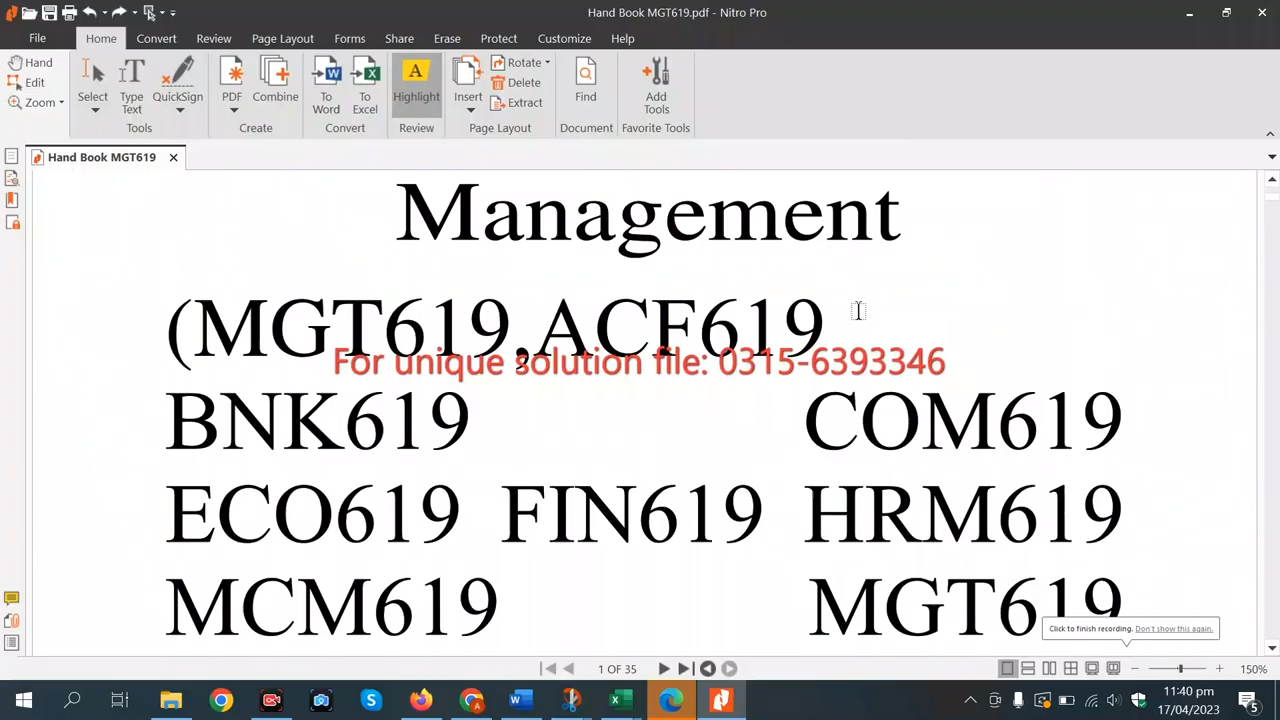 Hand Book MGT619.pdf - Nitro Pro
File Home Convert Review Page Layout Forms Share Erase Protect Customize Help
Hand
Edit
Zoom
Select
Type Text
QuickSign
Tools
PDF
Combine
Create
To Word
To Excel
Convert
Highlight
Review
Insert
Rotate
Delete
Extract
Page Layout
Find
Document
Add Tools
Favorite Tools
Hand Book MGT619
Management
(MGT619,ACF619
For unique solution file: 0315-6393346
BNK619 COM619
ECO619 FIN619 HRM619
MCM619 MGT619
Click to finish recording. Don't show this again.
1 OF 35
150%
11:40 pm
17/04/2023
5